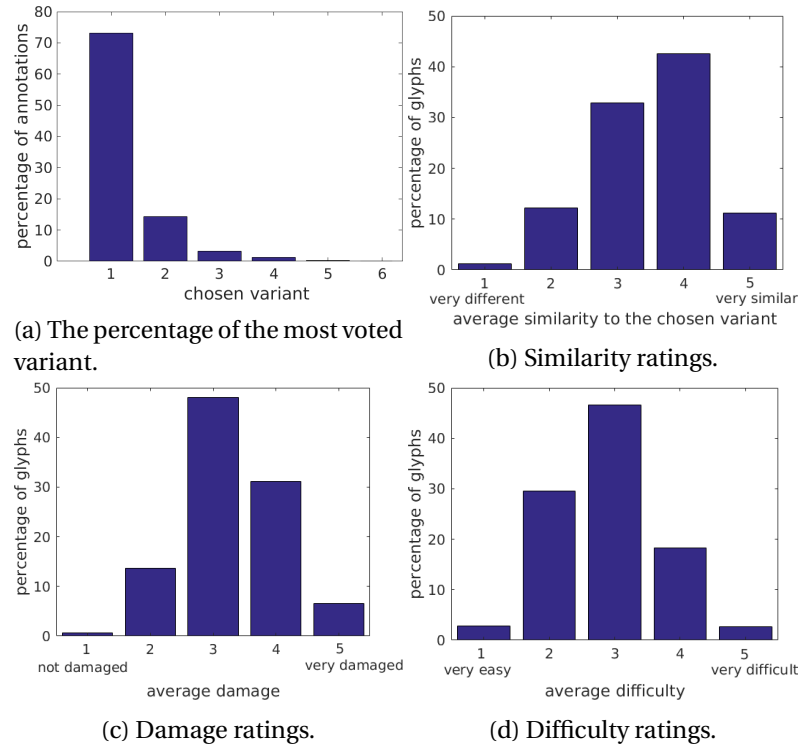 80
70
60
50
40
30
20
10
0
percentage of annotations
1 2 3 4 5 6
chosen variant
(a) The percentage of the most voted
variant.
50
40
30
20
10
0
percentage of glyphs
1 2 3 4 5
very different very similar
average similarity to the chosen variant
(b) Similarity ratings.
50
40
30
20
10
0
percentage of glyphs
1 2 3 4 5
not damaged very damaged
average damage
(c) Damage ratings.
50
40
30
20
10
0
percentage of glyphs
1 2 3 4 5
very easy very difficult
average difficulty
(d) Difficulty ratings.